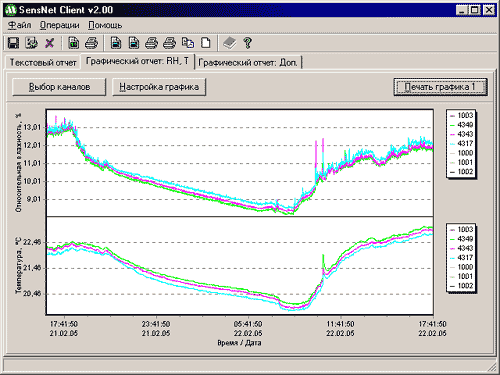 SensNet Client v2.00
Файл Операции Помощь
Текстовый отчет Графический отчет: RH, T Графический отчет: Доп.
Выбор каналов Настройка графика Печать графика 1
Относительная влажность, %
13,01
12,01
11,01
10,01
9,01
1003
4349
4343
4317
1000
1001
1002
Температура, °C
22,46
21,46
20,46
1003
4349
4343
4317
1000
1001
1002
17:41:50 23:41:50 05:41:50 11:41:50 17:41:50
21.02.05 21.02.05 22.02.05 22.02.05 22.02.05
Время / Дата